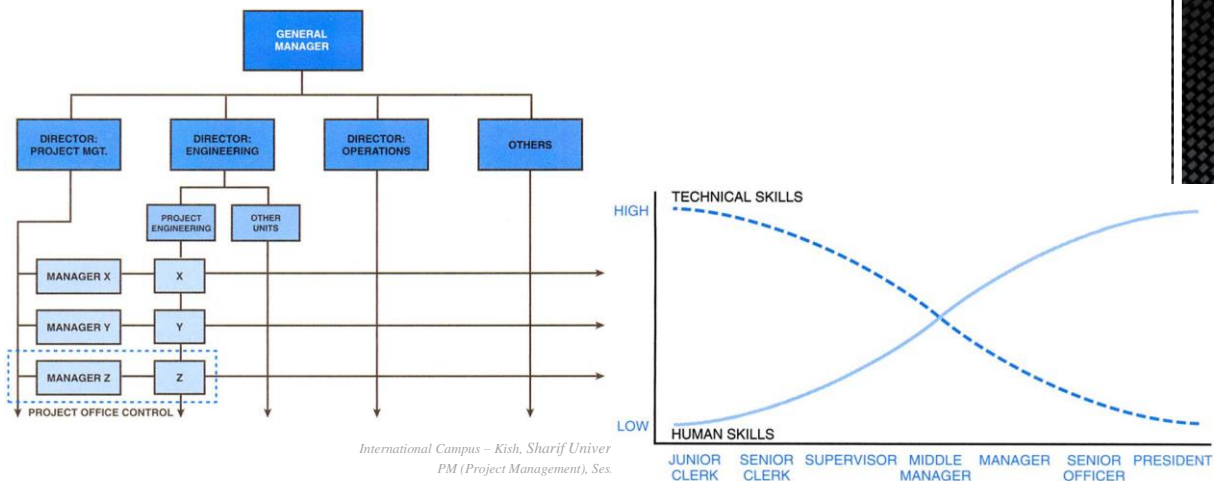 GENERAL
MANAGER
DIRECTOR:
PROJECT MGT.
DIRECTOR:
ENGINEERING
DIRECTOR:
OPERATIONS
OTHERS
PROJECT
ENGINEERING
OTHER
UNITS
MANAGER X
X
MANAGER Y
Y
MANAGER Z
Z
PROJECT OFFICE CONTROL
International Campus – Kish, Sharif Univer
PM (Project Management), Ses
TECHNICAL SKILLS
HIGH
LOW
HUMAN SKILLS
JUNIOR
CLERK
SENIOR
CLERK
SUPERVISOR
MIDDLE
MANAGER
MANAGER
SENIOR
OFFICER
PRESIDENT